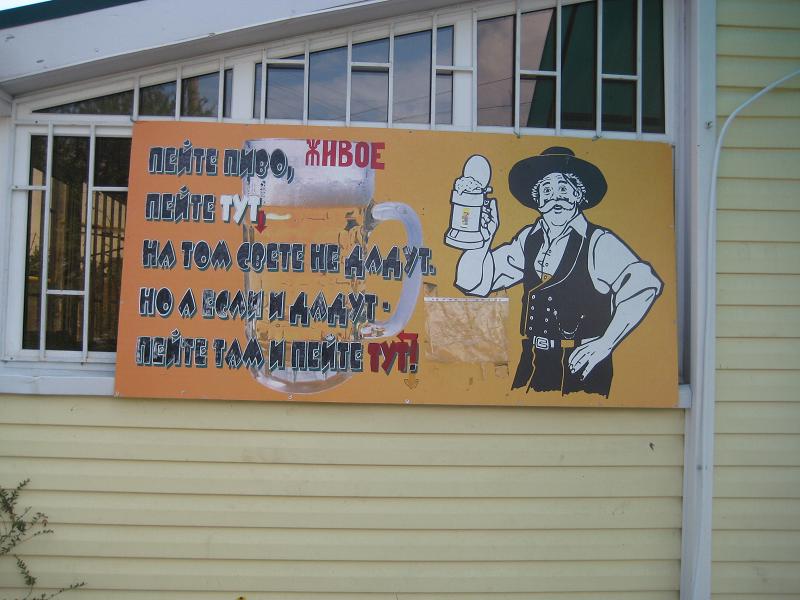 ПЕЙТЕ ПИВО, ЖИВОЕ
ПЕЙТЕ ТУТ
НА ТОМ СВЕТЕ НЕ ДАДУТ.
НО А ЕСЛИ И ДАДУТ -
ПЕЙТЕ ТАМ И ПЕЙТЕ ТУТ!